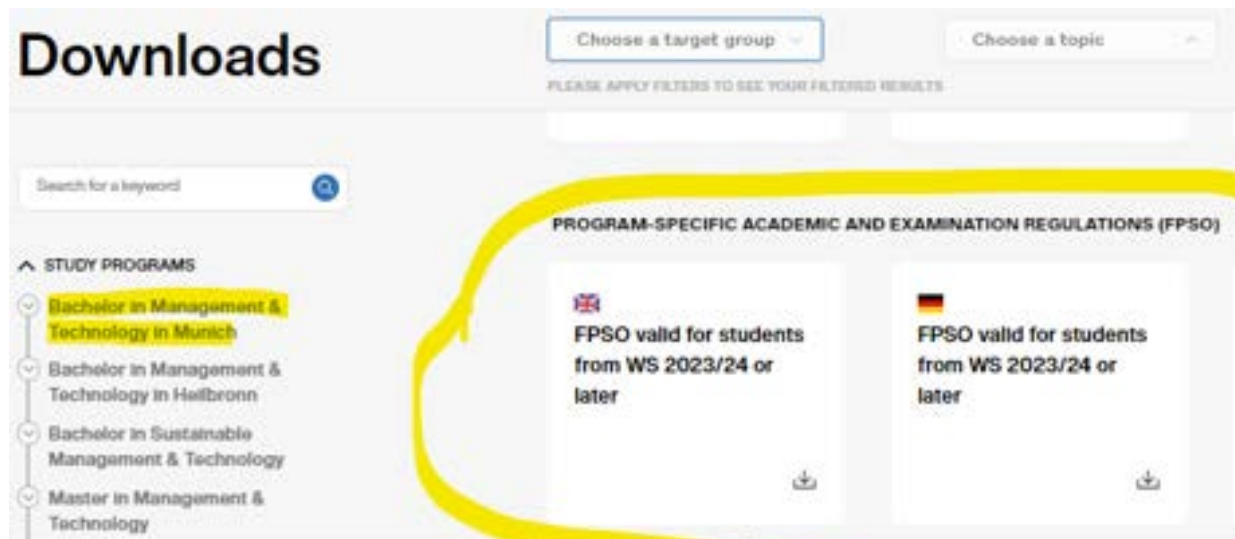 Downloads
Choose a target group
Choose a topic
PLEASE APPLY FILTERS TO SEE YOUR FILTERED RESULTS
Search for a keyword
PROGRAM-SPECIFIC ACADEMIC AND EXAMINATION REGULATIONS (FPSO)
STUDY PROGRAMS
Bachelor in Management &
Technology in Munich
Bachelor in Management &
Technology in Heilbronn
Bachelor in Sustainable
Management & Technology
Master in Management &
Technology
FPSO valid for students
from WS 2023/24 or
later
FPSO valid for students
from WS 2023/24 or
later